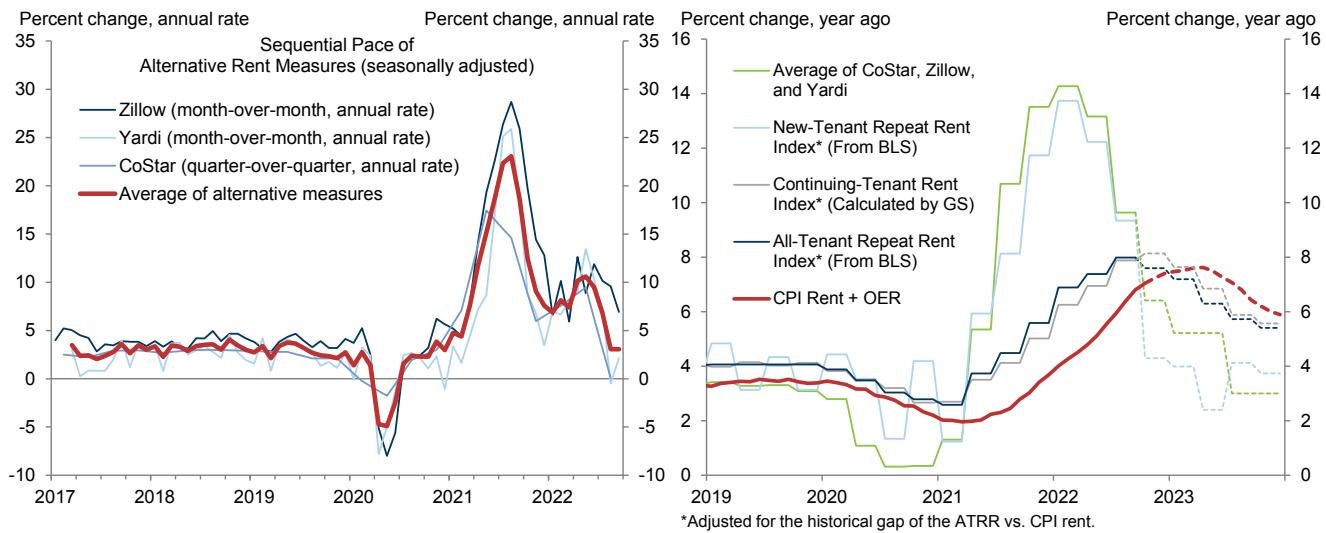 Percent change, annual rate
Percent change, annual rate
Sequential Pace of
Alternative Rent Measures (seasonally adjusted)
Zillow (month-over-month, annual rate)
Yardi (month-over-month, annual rate)
CoStar (quarter-over-quarter, annual rate)
Average of alternative measures
35
30
25
20
15
10
5
0
-5
-10
35
30
25
20
15
10
5
0
-5
-10
2017
2018
2019
2020
2021
2022
Percent change, year ago
Percent change, year ago
Average of CoStar, Zillow,
and Yardi
New-Tenant Repeat Rent
Index* (From BLS)
Continuing-Tenant Rent
Index* (Calculated by GS)
All-Tenant Repeat Rent
Index* (From BLS)
CPI Rent + OER
16
14
12
10
8
6
4
2
0
16
14
12
10
8
6
4
2
0
2019
2020
2021
2022
2023
*Adjusted for the historical gap of the ATRR vs. CPI rent.